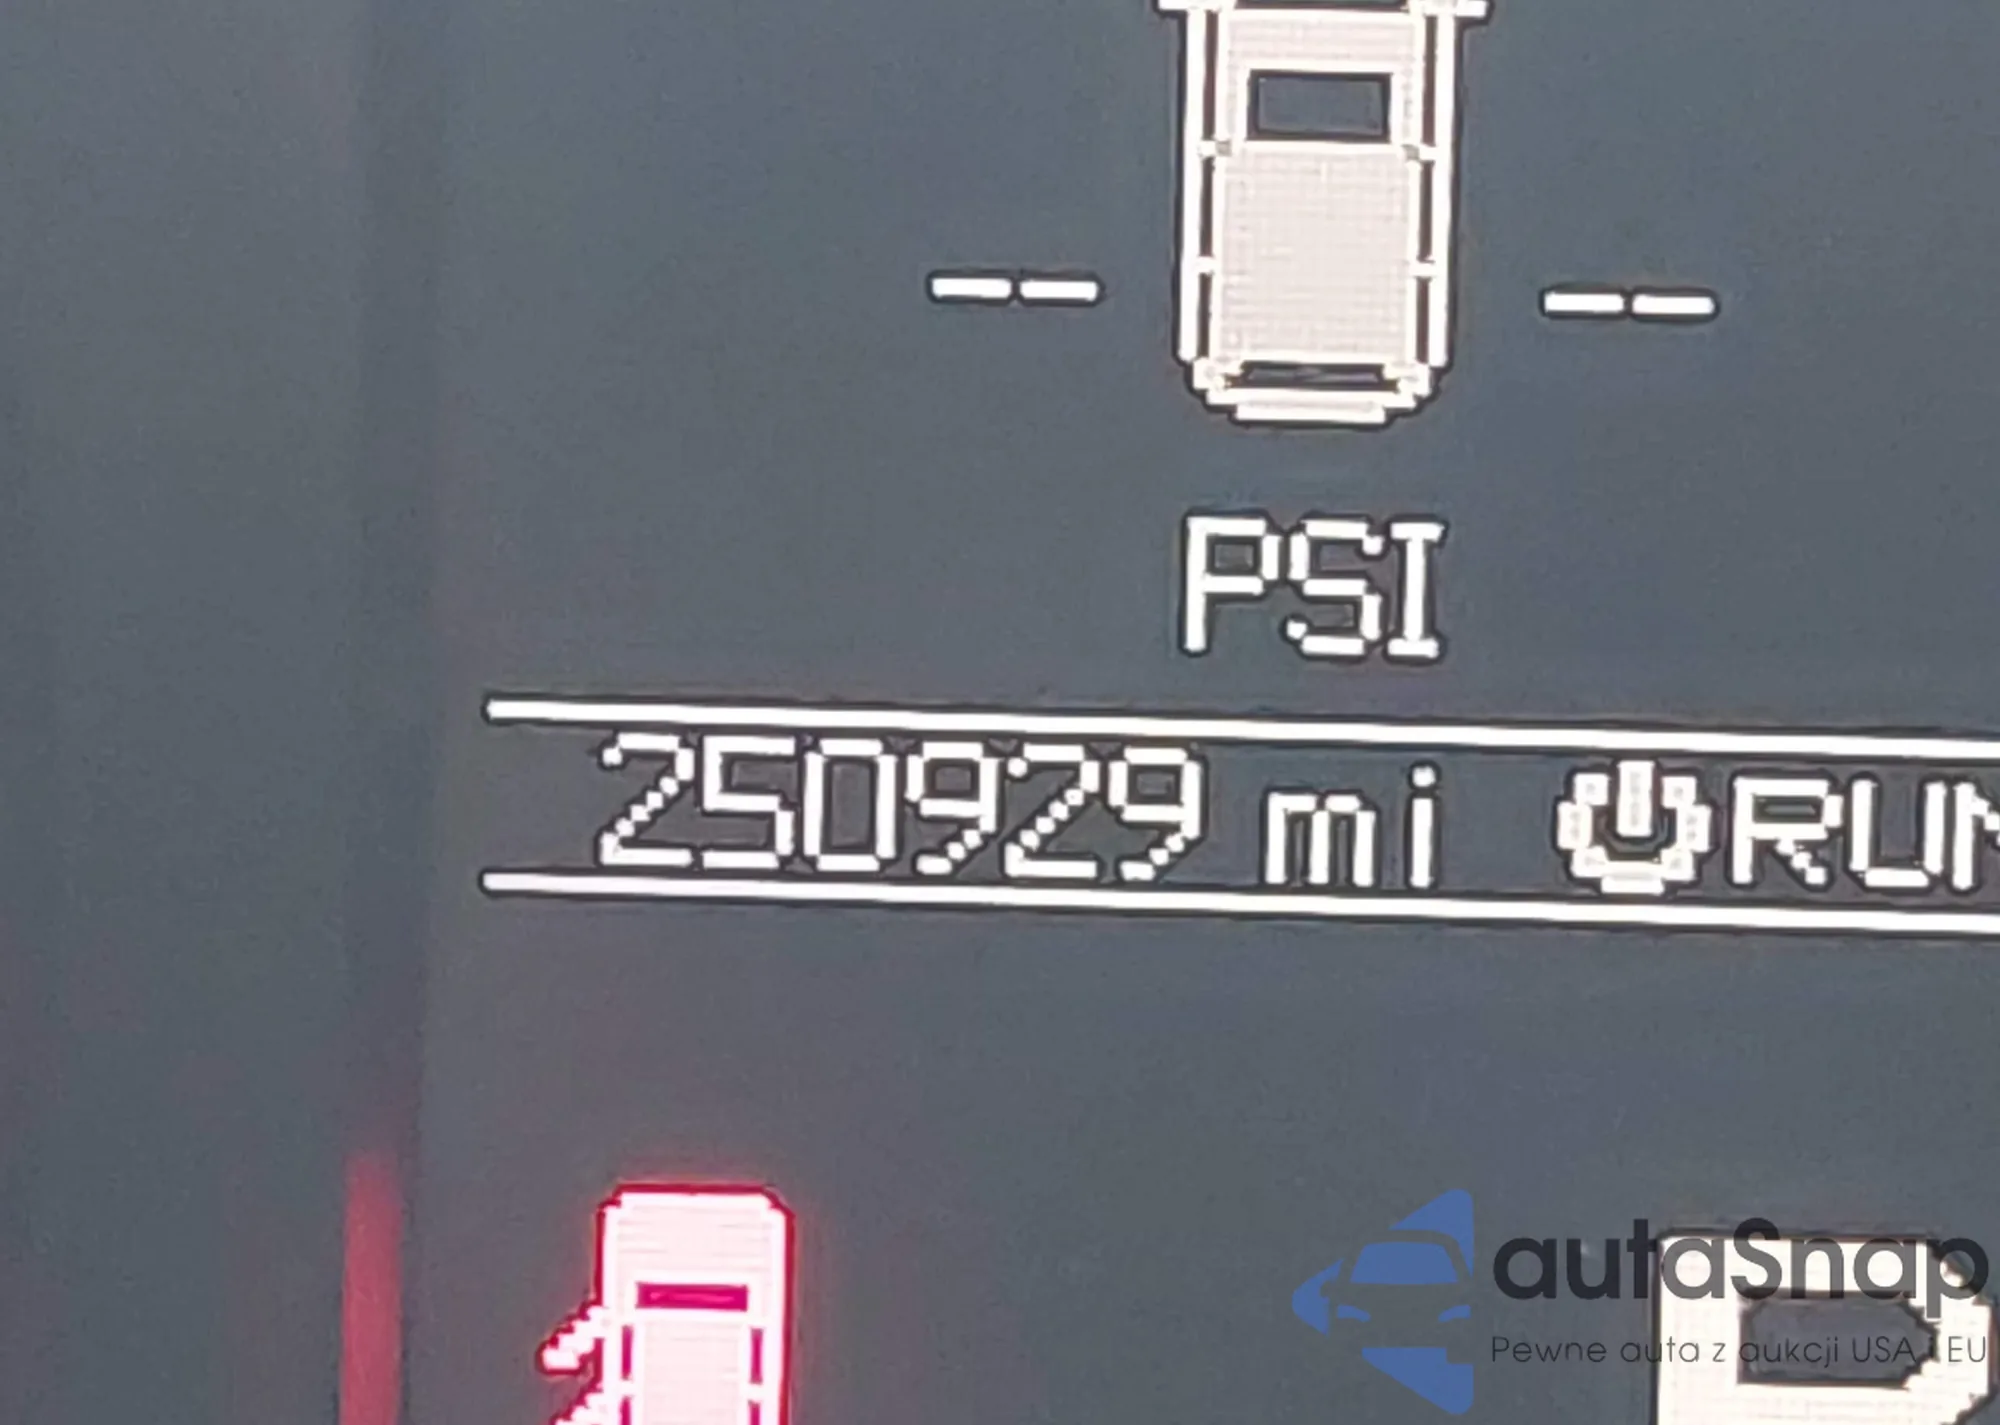 -- --
PSI
250929 mi RUN
P
autaSnap
Pewne auta z aukcji USA i EU